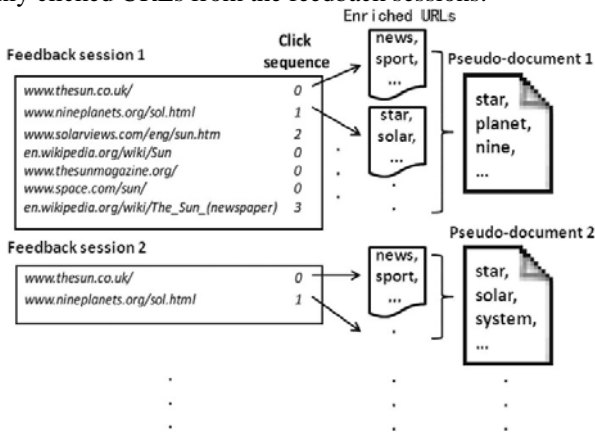 ny clicked URLs from the feedback sessions.
Enriched URLs
Feedback session 1
Click
sequence
www.thesun.co.uk/ 0
www.nineplanets.org/sol.html 1
www.solarviews.com/eng/sun.htm 2
en.wikipedia.org/wiki/Sun 0
www.thesunmagazine.org/ 0
www.space.com/sun/ 0
en.wikipedia.org/wiki/The_Sun_(newspaper) 3
news,
sport,
...
star,
solar,
...
Pseudo-document 1
star,
planet,
nine,
...
Feedback session 2
www.thesun.co.uk/ 0
www.nineplanets.org/sol.html 1
news,
sport,
...
Pseudo-document 2
star,
solar,
system,
...